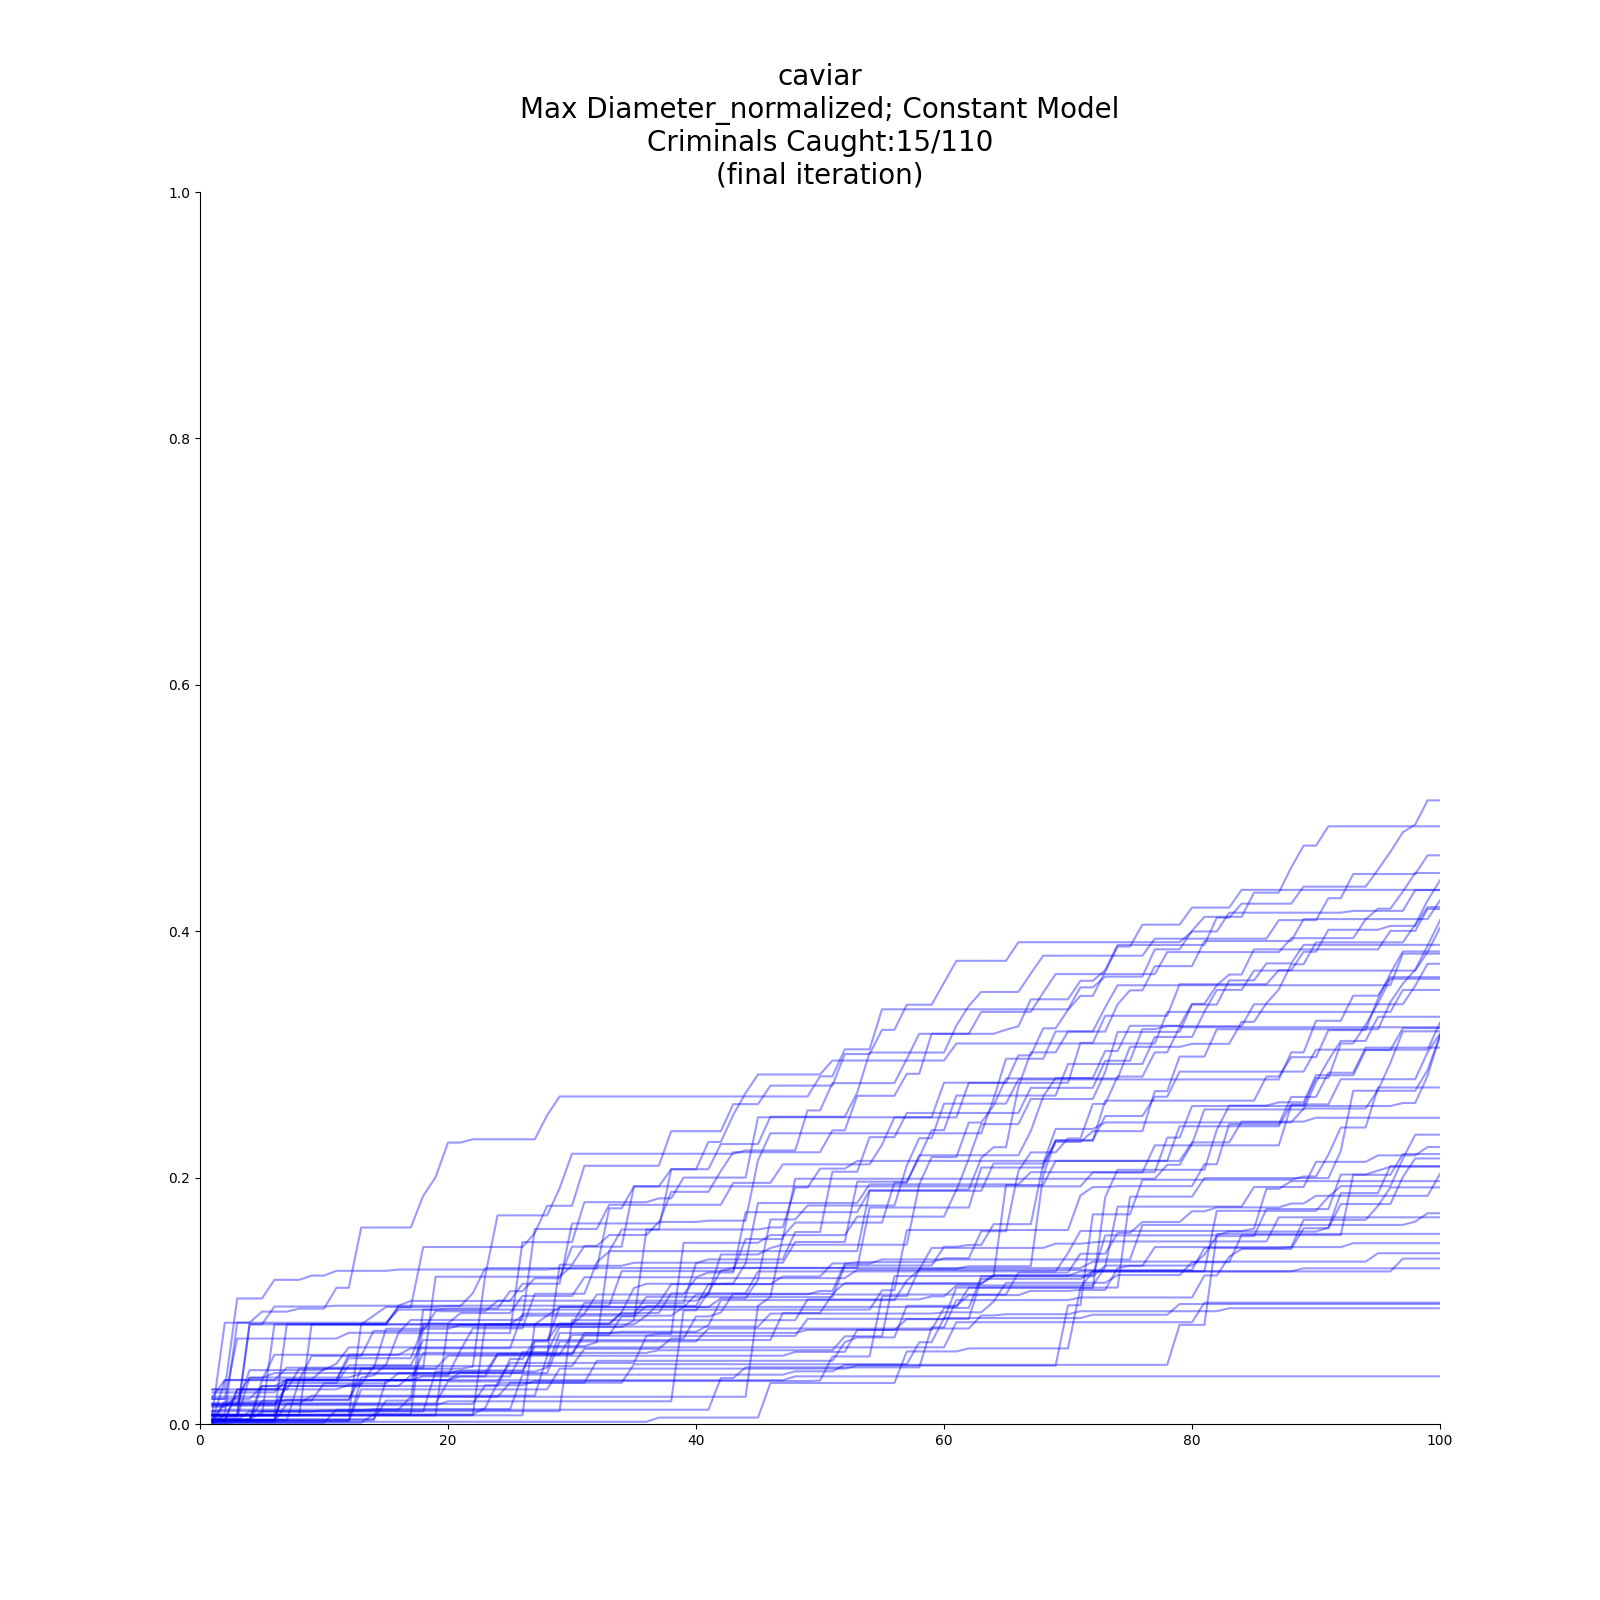 caviar
Max Diameter_normalized; Constant Model
Criminals Caught:15/110
(final iteration)
1.0
0.8
0.6
0.4
0.2
0.0
0 20 40 60 80 100